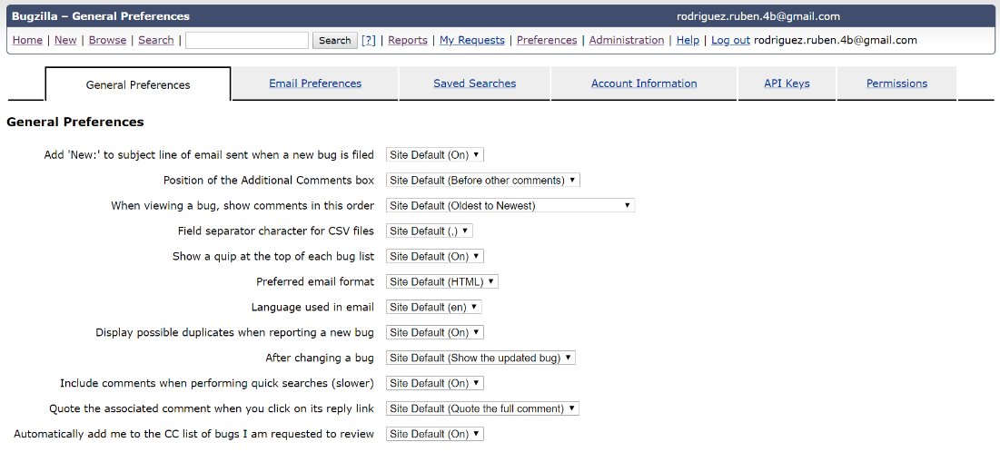 Bugzilla – General Preferences rodriguez.ruben.4b@gmail.com
Home | New | Browse | Search | Search [?] | Reports | My Requests | Preferences | Administration | Help | Log out rodriguez.ruben.4b@gmail.com
General Preferences Email Preferences Saved Searches Account Information API Keys Permissions
General Preferences
Add 'New:' to subject line of email sent when a new bug is filed Site Default (On)
Position of the Additional Comments box Site Default (Before other comments)
When viewing a bug, show comments in this order Site Default (Oldest to Newest)
Field separator character for CSV files Site Default (,)
Show a quip at the top of each bug list Site Default (On)
Preferred email format Site Default (HTML)
Language used in email Site Default (en)
Display possible duplicates when reporting a new bug Site Default (On)
After changing a bug Site Default (Show the updated bug)
Include comments when performing quick searches (slower) Site Default (On)
Quote the associated comment when you click on its reply link Site Default (Quote the full comment)
Automatically add me to the CC list of bugs I am requested to review Site Default (On)